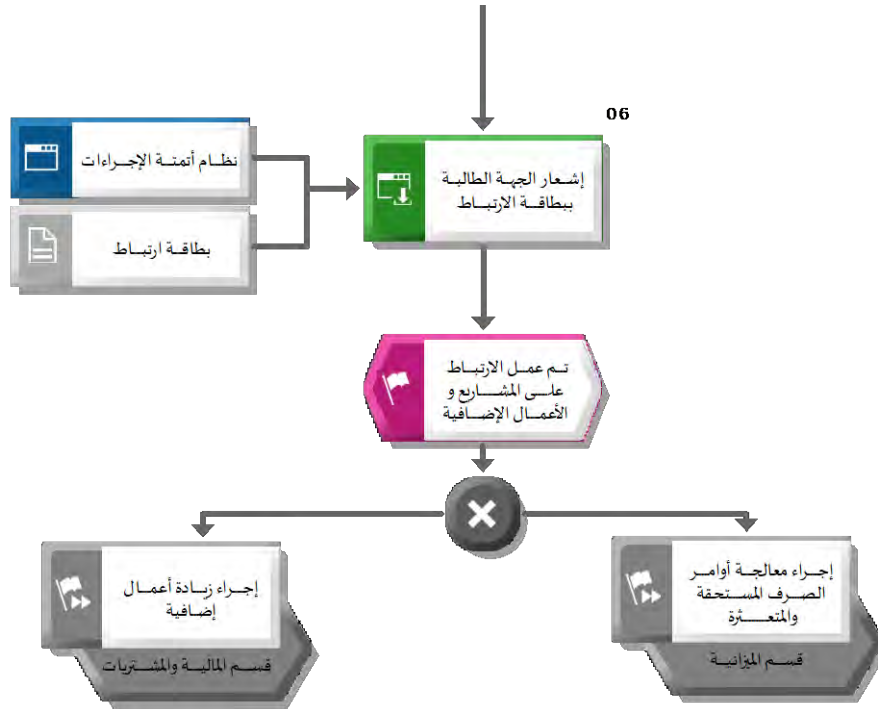 06
إشعار الجهة الطالبة
ببطاقة الارتباط
نظام أتمتة الإجراءات
بطاقة ارتباط
تم عمل الارتباط
على المشاريع و
الأعمال الإضافية
إجراء معالجة أوامر
الصرف المستحقة
والمتعثرة
قسم الميزانية
إجراء زيادة أعمال
إضافية
قسم المالية والمشتريات